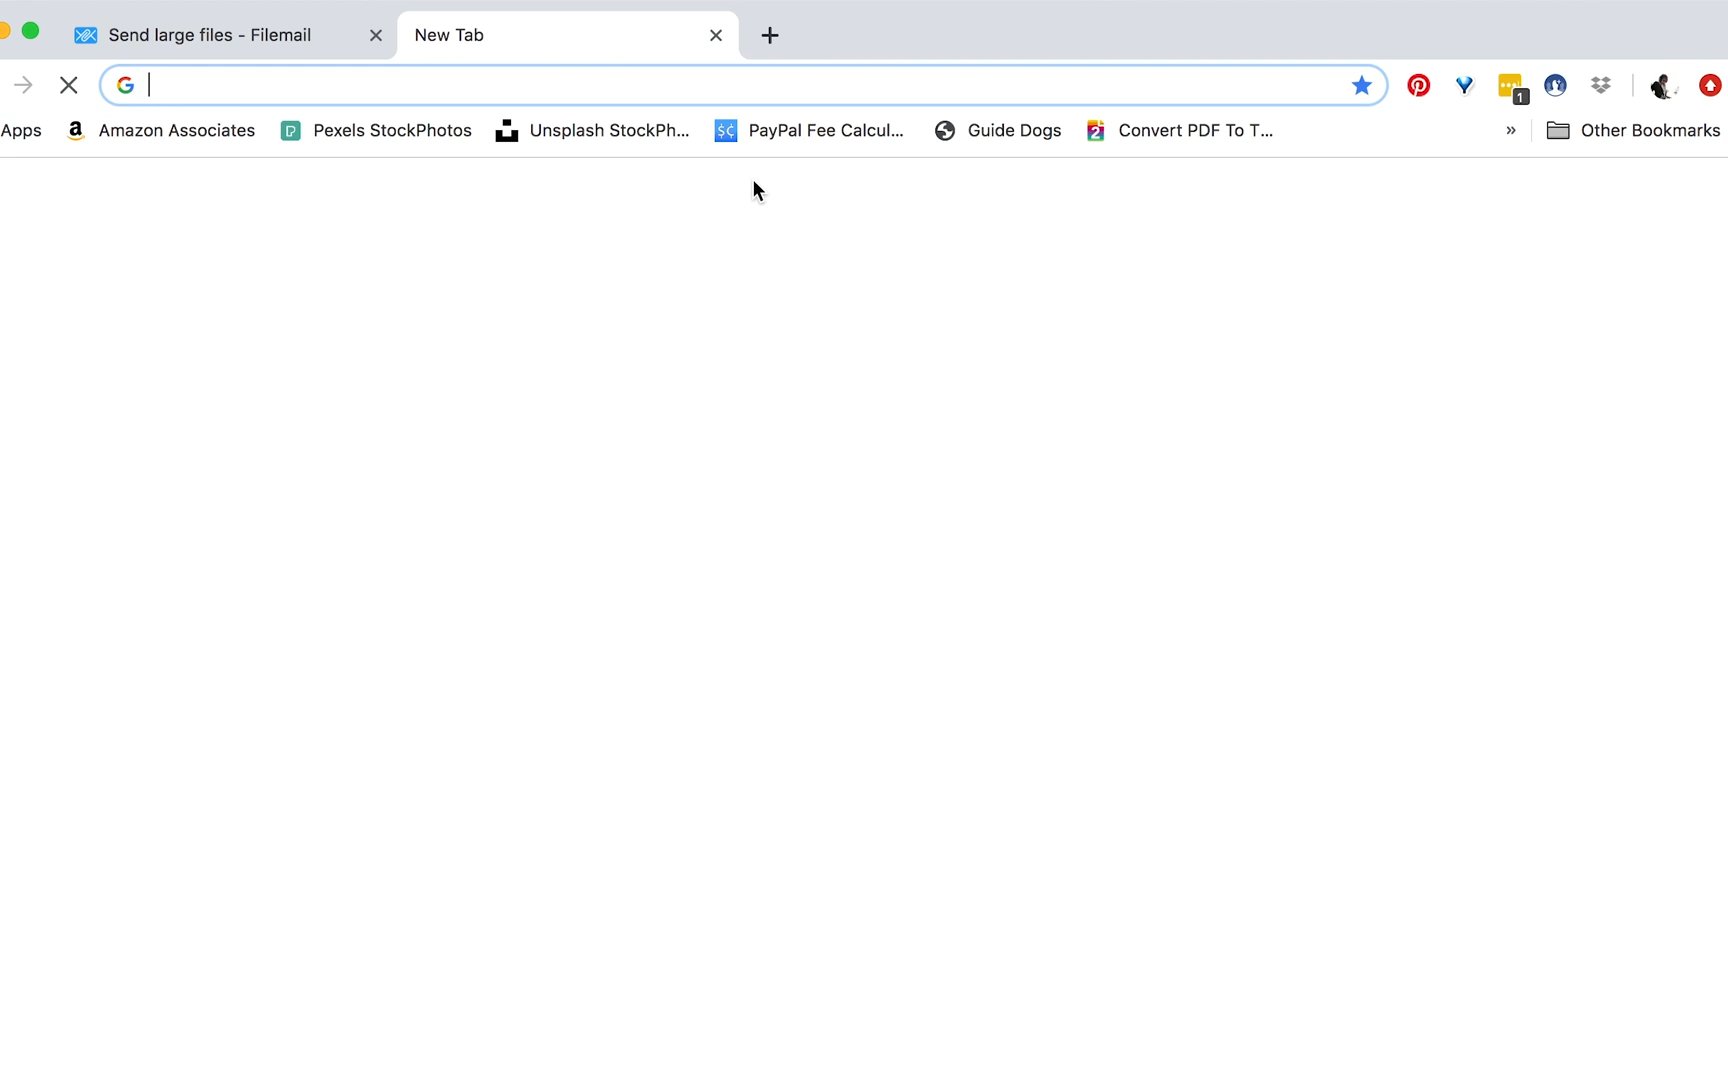 Send large files - Filemail
New Tab
Apps
Amazon Associates
Pexels StockPhotos
Unsplash StockPh...
PayPal Fee Calcul...
Guide Dogs
Convert PDF To T...
»
Other Bookmarks
1